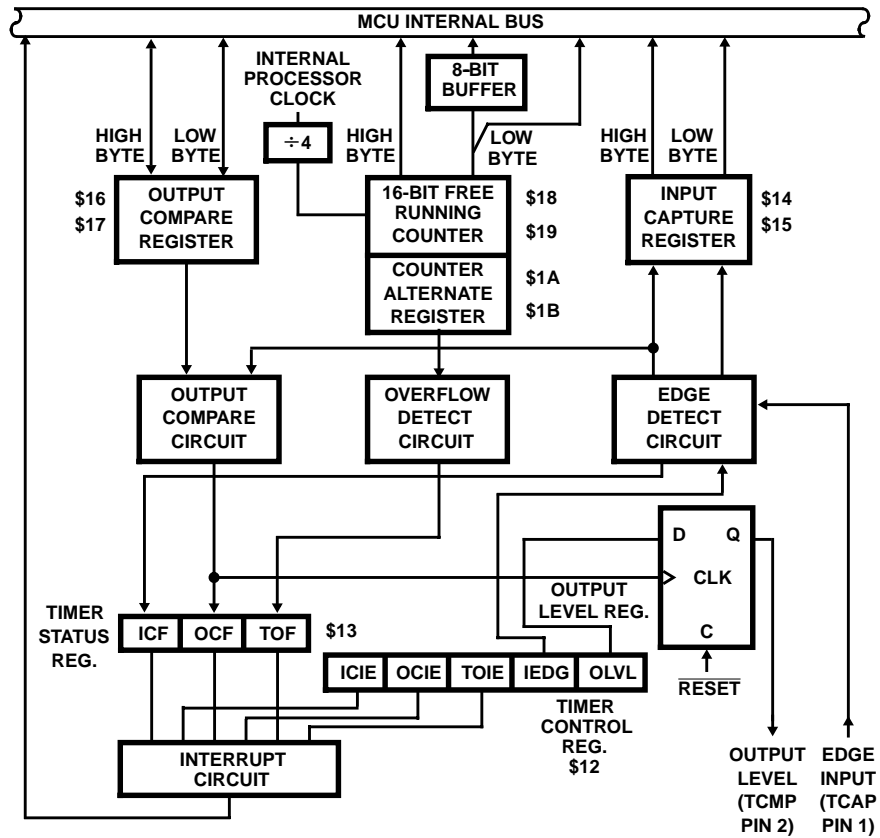 MCU INTERNAL BUS
INTERNAL
PROCESSOR
CLOCK
÷4
8-BIT
BUFFER
HIGH
BYTE
LOW
BYTE
HIGH
BYTE
LOW
BYTE
HIGH
BYTE
LOW
BYTE
$16
$17
OUTPUT
COMPARE
REGISTER
16-BIT FREE
RUNNING
COUNTER
$18
$19
COUNTER
ALTERNATE
REGISTER
$1A
$1B
INPUT
CAPTURE
REGISTER
$14
$15
OUTPUT
COMPARE
CIRCUIT
OVERFLOW
DETECT
CIRCUIT
EDGE
DETECT
CIRCUIT
D Q
CLK
C
RESET
OUTPUT
LEVEL REG.
TIMER
STATUS
REG.
ICF OCF TOF
$13
ICIE OCIE TOIE IEDG OLVL
TIMER
CONTROL
REG.
$12
INTERRUPT
CIRCUIT
OUTPUT
LEVEL
(TCMP
PIN 2)
EDGE
INPUT
(TCAP
PIN 1)